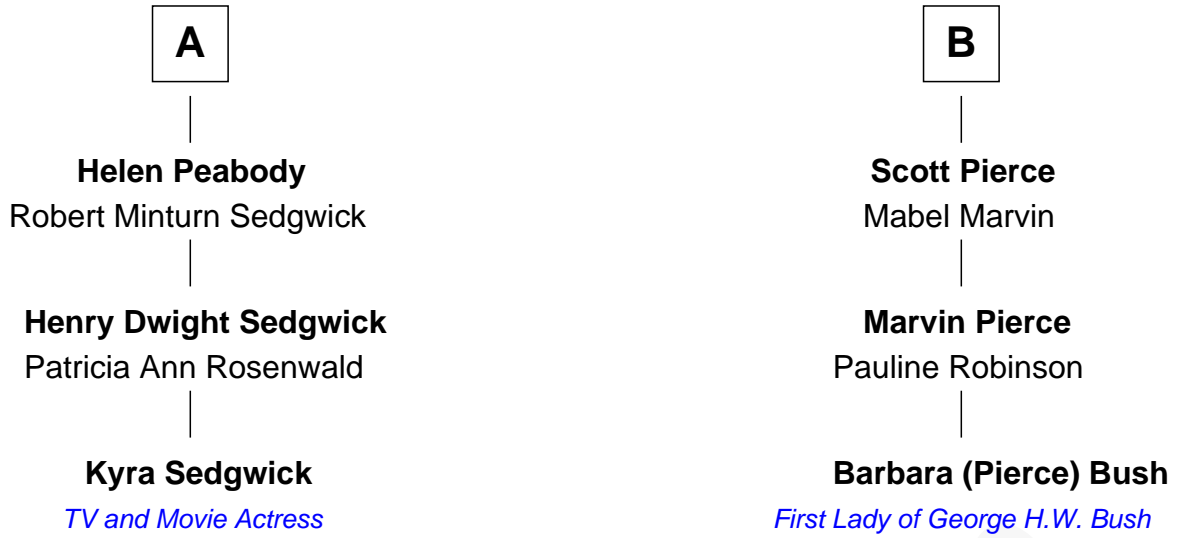 A
Helen Peabody
Robert Minturn Sedgwick
Henry Dwight Sedgwick
Patricia Ann Rosenwald
Kyra Sedgwick
TV and Movie Actress
B
Scott Pierce
Mabel Marvin
Marvin Pierce
Pauline Robinson
Barbara (Pierce) Bush
First Lady of George H.W. Bush